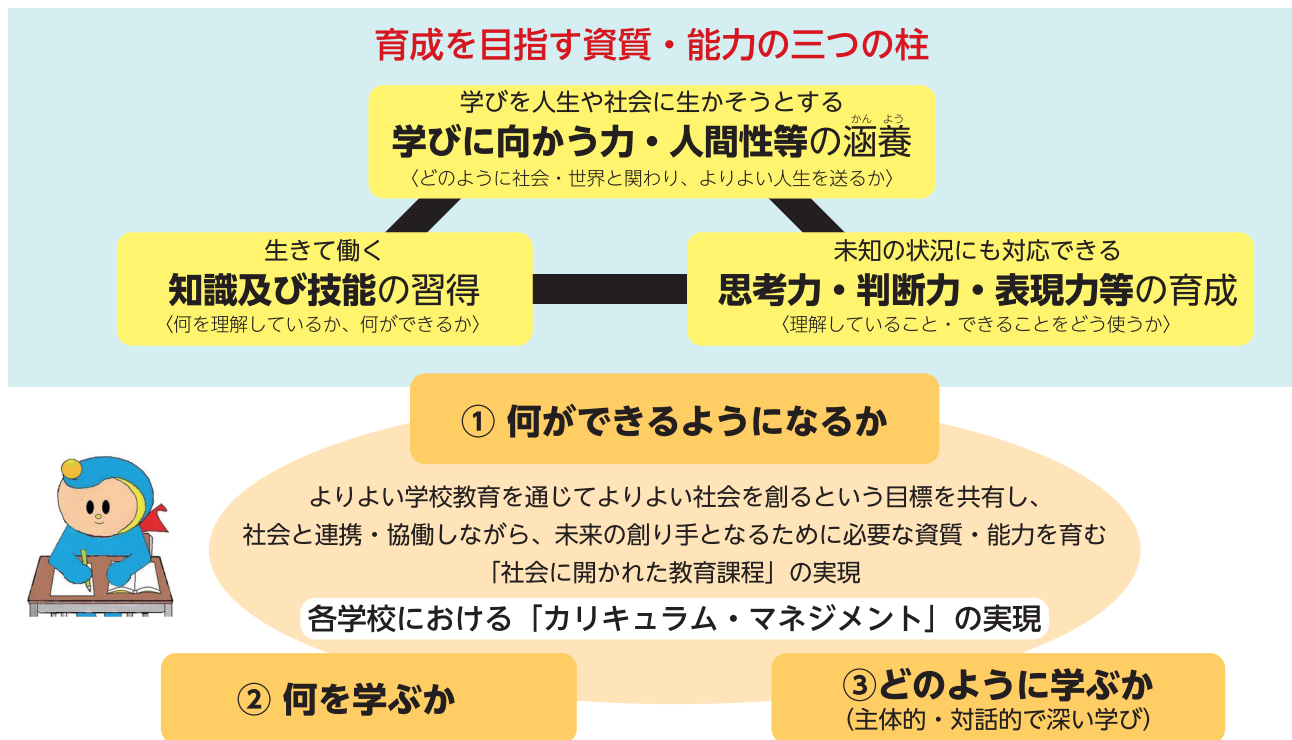 育成を目指す資質・能力の三つの柱
学びを人生や社会に生かそうとする
かん よう
学びに向かう力・人間性等の涵養
〈どのように社会・世界と関わり、よりよい人生を送るか〉
生きて働く
知識及び技能の習得
〈何を理解しているか、何ができるか〉
未知の状況にも対応できる
思考力・判断力・表現力等の育成
〈理解していること・できることをどう使うか〉
① 何ができるようになるか
よりよい学校教育を通じてよりよい社会を創るという目標を共有し、
社会と連携・協働しながら、未来の創り手となるために必要な資質・能力を育む
「社会に開かれた教育課程」の実現
各学校における「カリキュラム・マネジメント」の実現
② 何を学ぶか
③どのように学ぶか
（主体的・対話的で深い学び）